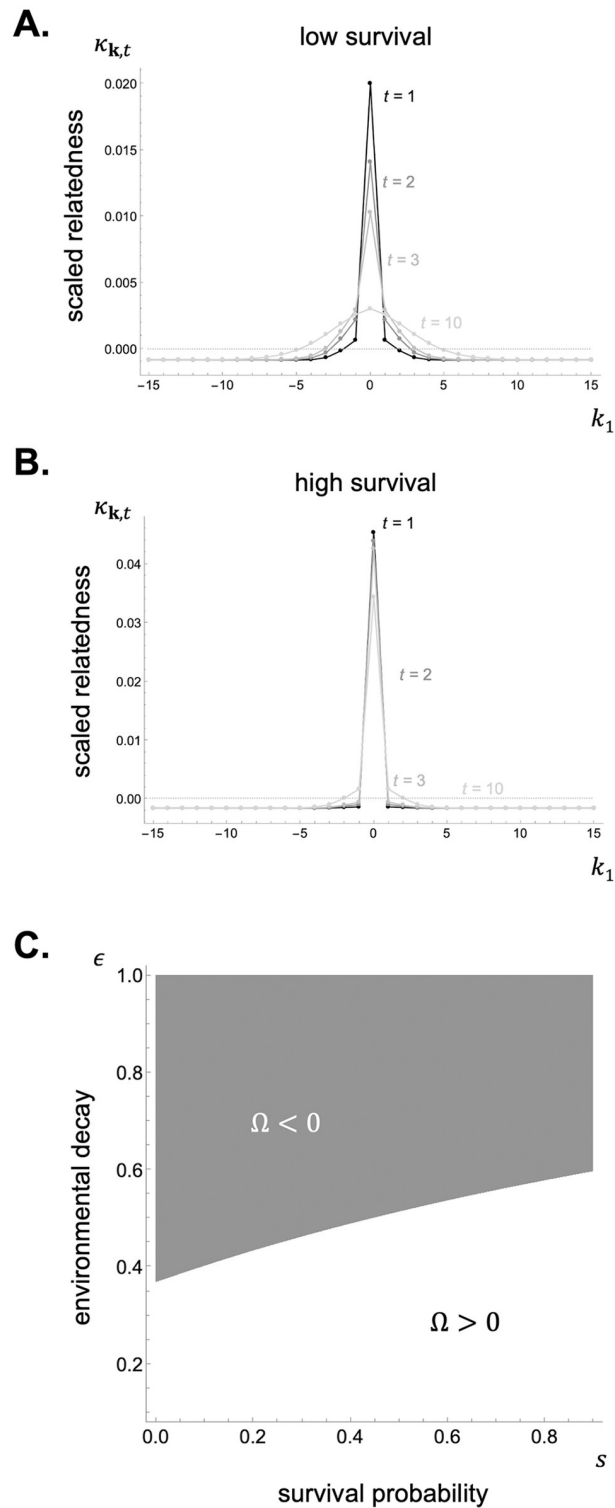 A.
low survival
κk,t
scaled relatedness
0.020
0.015
0.010
0.005
0.000
t = 1
t = 2
t = 3
t = 10
−15 −10 −5 0 5 10 15
k1
B.
high survival
κk,t
scaled relatedness
0.04
0.03
0.02
0.01
0.00
t = 1
t = 2
t = 3
t = 10
−15 −10 −5 0 5 10 15
k1
C.
ϵ
environmental decay
1.0
0.8
0.6
0.4
0.2
Ω < 0
Ω > 0
0.0 0.2 0.4 0.6 0.8
s
survival probability